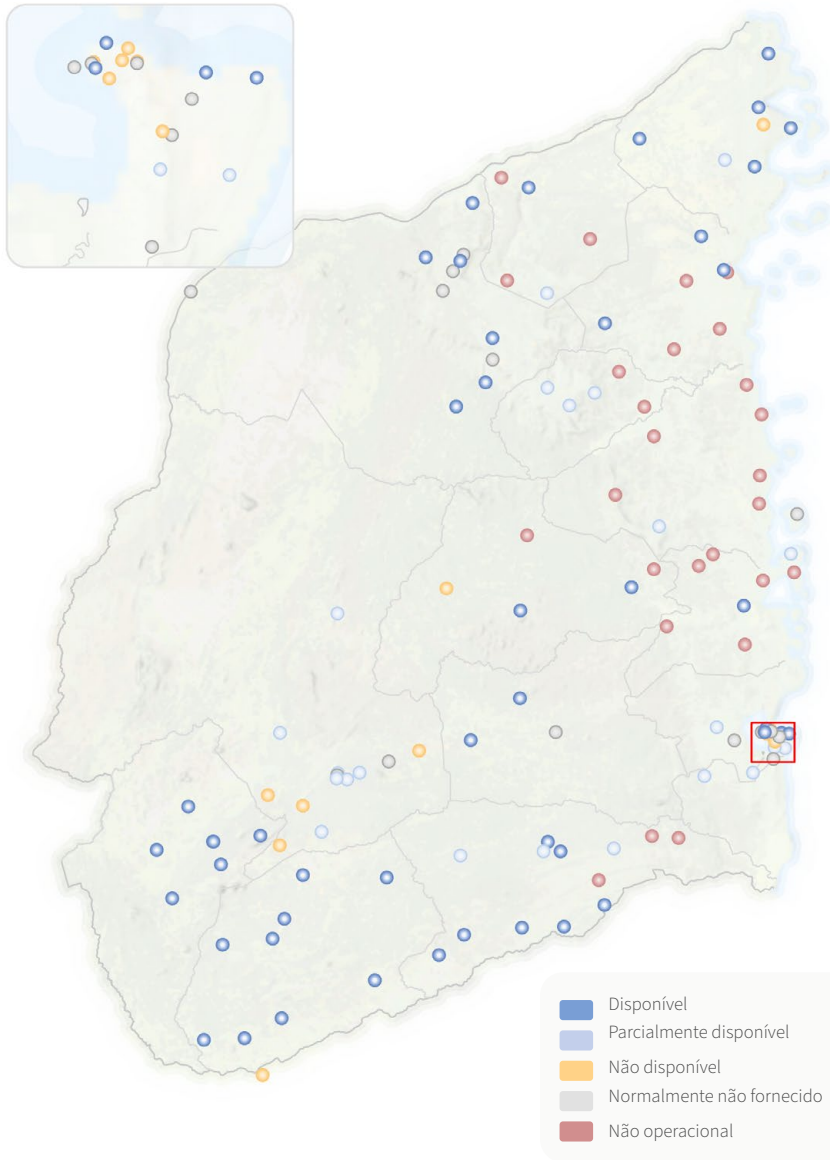 Disponível
Parcialmente disponível
Não disponível
Normalmente não fornecido
Não operacional